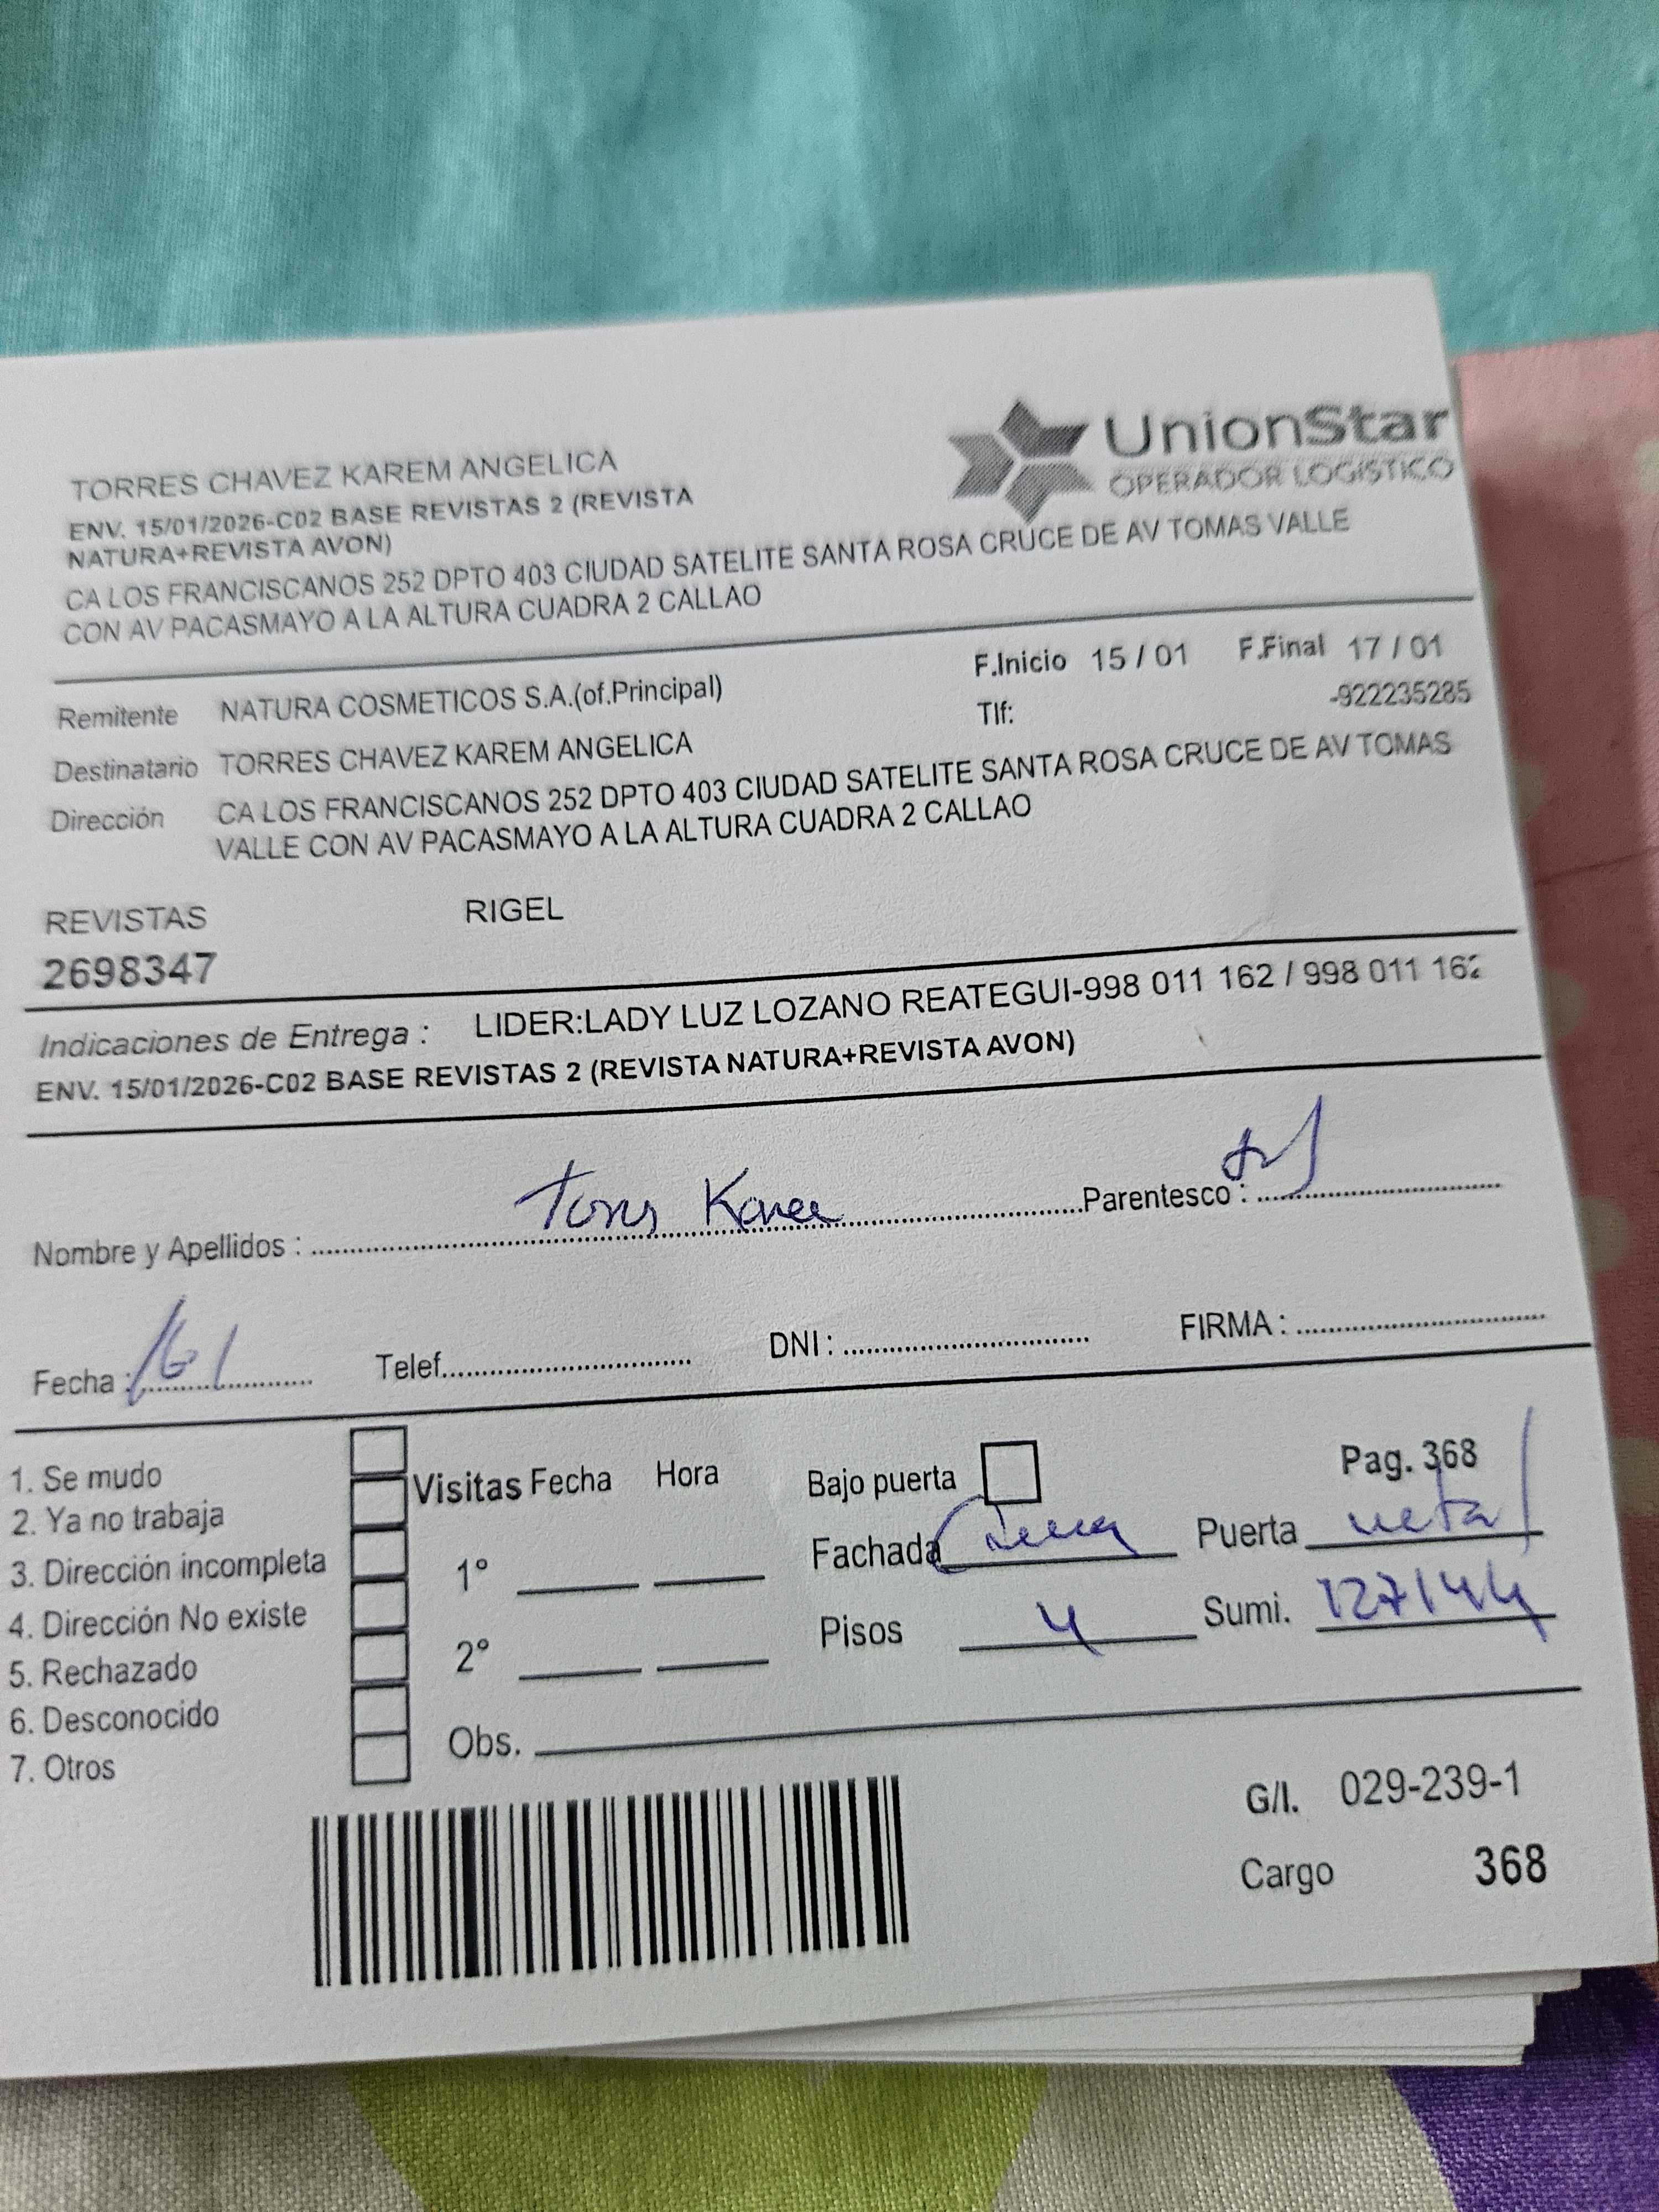 UnionStar
OPERADOR LOGISTICO
TORRES CHAVEZ KAREM ANGELICA
ENV. 15/01/2026-C02 BASE REVISTAS 2 (REVISTA
NATURA+REVISTA AVON)
CA LOS FRANCISCANOS 252 DPTO 403 CIUDAD SATELITE SANTA ROSA CRUCE DE AV TOMAS VALLE
CON AV PACASMAYO A LA ALTURA CUADRA 2 CALLAO
F.Inicio 15 / 01 F.Final 17 / 01
Remitente NATURA COSMETICOS S.A.(of.Principal) Tlf: -922235285
Destinatario TORRES CHAVEZ KAREM ANGELICA
Dirección CA LOS FRANCISCANOS 252 DPTO 403 CIUDAD SATELITE SANTA ROSA CRUCE DE AV TOMAS
VALLE CON AV PACASMAYO A LA ALTURA CUADRA 2 CALLAO
REVISTAS RIGEL
2698347
Indicaciones de Entrega : LIDER:LADY LUZ LOZANO REATEGUI-998 011 162 / 998 011 162
ENV. 15/01/2026-C02 BASE REVISTAS 2 (REVISTA NATURA+REVISTA AVON)
Nombre y Apellidos : Torres Karem Parentesco :
Fecha : 16/ Telef. DNI : FIRMA :
1. Se mudo
2. Ya no trabaja
3. Dirección incompleta
4. Dirección No existe
5. Rechazado
6. Desconocido
7. Otros
Visitas Fecha Hora
1°
2°
Obs.
Bajo puerta Pag. 368
Fachada Puerta metal
Pisos 4 Sumi. 127144
G/I. 029-239-1
Cargo 368